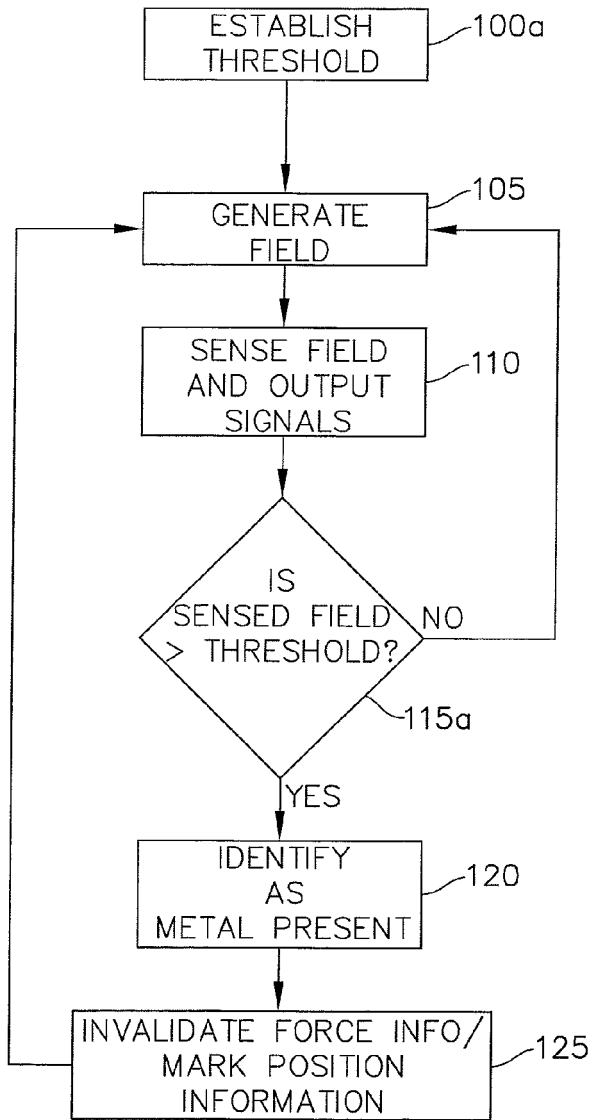 ESTABLISH
THRESHOLD
100a
GENERATE
FIELD
105
SENSE FIELD
AND OUTPUT
SIGNALS
110
IS
SENSED FIELD
> THRESHOLD?
NO
115a
YES
IDENTIFY
AS
METAL PRESENT
120
INVALIDATE FORCE INFO/
MARK POSITION
INFORMATION
125